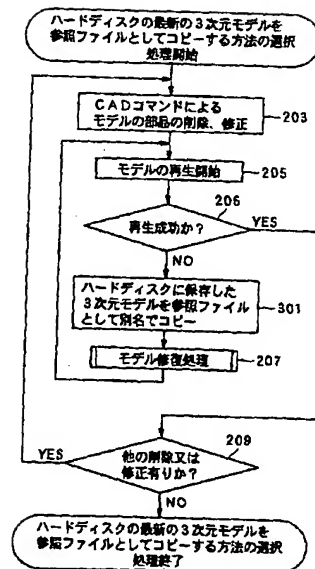 ハードディスクの最新の3次元モデルを
参照ファイルとしてコピーする方法の選択
処理開始
CADコマンドによる
モデルの部品の削除、修正
203
モデルの再生開始
205
206
再生成功か?
YES
NO
ハードディスクに保存した
3次元モデルを参照ファイル
として別名でコピー
301
モデル修復処理
207
209
YES
他の削除又は
修正有りか?
NO
ハードディスクの最新の3次元モデルを
参照ファイルとしてコピーする方法の選択
処理終了